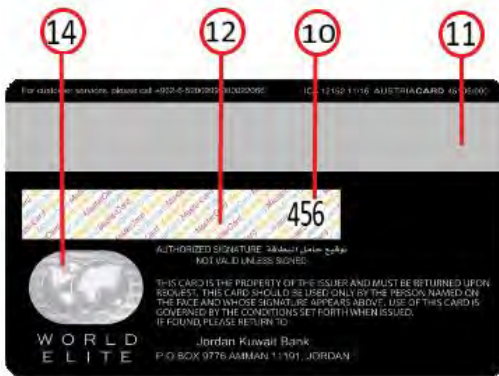 14 12 10 11
For customer services, please call
AUSTRIACARD
MasterCard MasterCard MasterCard
456
AUTHORIZED SIGNATURE توقيع حامل البطاقة
NOT VALID UNLESS SIGNED
THIS CARD IS THE PROPERTY OF THE ISSUER AND MUST BE RETURNED UPON
REQUEST. THIS CARD SHOULD BE USED ONLY BY THE PERSON NAMED ON
THE FACE AND WHOSE SIGNATURE APPEARS ABOVE. USE OF THIS CARD IS
GOVERNED BY THE CONDITIONS SET FORTH WHEN ISSUED.
IF FOUND, PLEASE RETURN TO
WORLD
ELITE
Jordan Kuwait Bank
P.O BOX 9776 AMMAN 11191, JORDAN